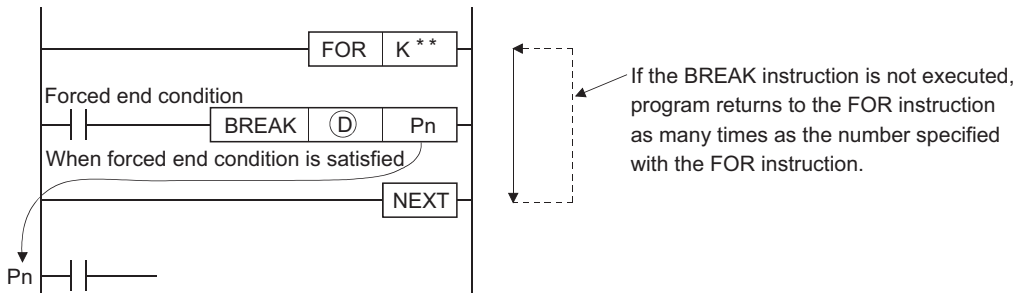 FOR K**
Forced end condition
BREAK Ⓓ Pn
When forced end condition is satisfied
NEXT
Pn
If the BREAK instruction is not executed,
program returns to the FOR instruction
as many times as the number specified
with the FOR instruction.